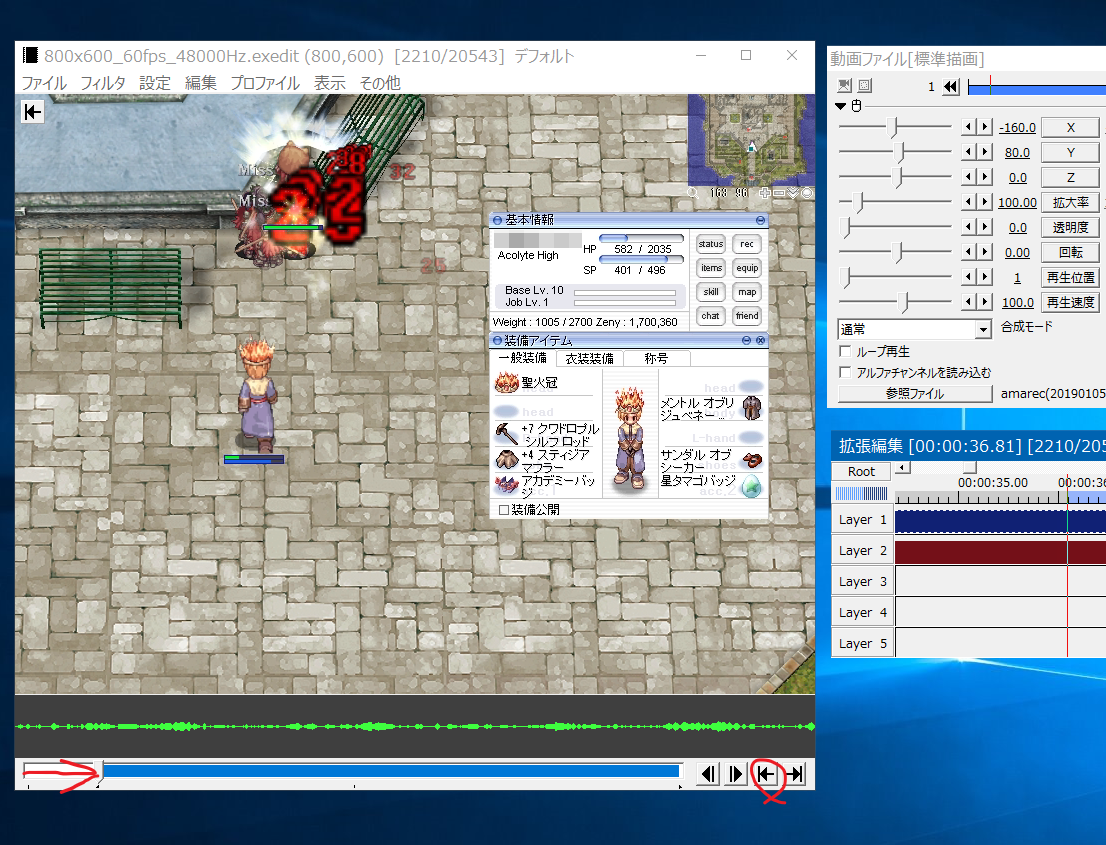 800x600_60fps_48000Hz.exedit (800,600) [2210/20543] デフォルト
ファイル フィルタ 設定 編集 プロファイル 表示 その他
Miss
Miss
38
32
25
168 96
基本情報
Acolyte High
HP 582 / 2035
SP 401 / 496
Base Lv. 10
Job Lv. 1
Weight : 1005 / 2700 Zeny : 1,700,360
status rec
items equip
skill map
chat friend
装備アイテム
一般装備 衣装装備 称号
聖火冠
head
head
+7 クワドロプル
シルフ ロッド
メントル オブ リ
ジュベネー ...
L-hand
+4 スティジア
マフラー
サンダル オブ
シーカー
shoes
アカデミーバッ
ジ
acc.1
星タマゴバッジ
acc.2
装備公開
動画ファイル[標準描画]
1
-160.0 X
80.0 Y
0.0 Z
100.00 拡大率
0.0 透明度
0.00 回転
1 再生位置
100.0 再生速度
通常 合成モード
ループ再生
アルファチャンネルを読み込む
参照ファイル amarec(20190105
拡張編集 [00:00:36.81] [2210/205
Root
00:00:35.00 00:00:36
Layer 1
Layer 2
Layer 3
Layer 4
Layer 5